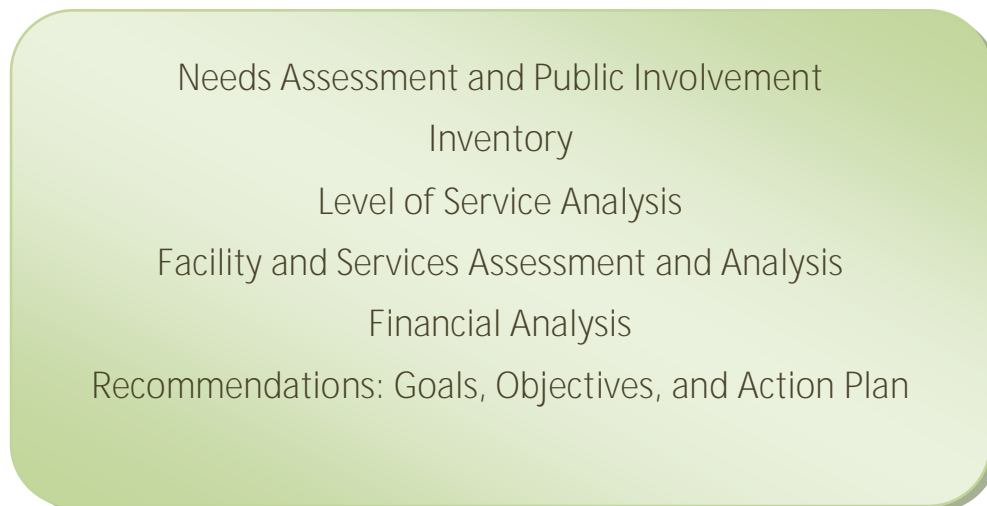 Needs Assessment and Public Involvement
Inventory
Level of Service Analysis
Facility and Services Assessment and Analysis
Financial Analysis
Recommendations: Goals, Objectives, and Action Plan